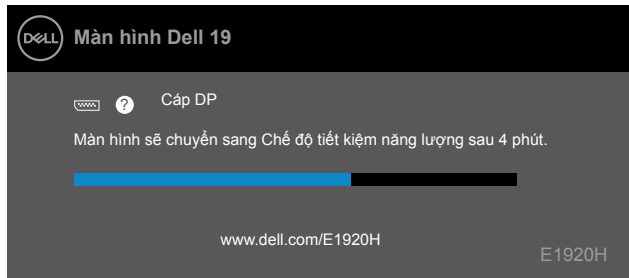 DELL Màn hình Dell 19
? Cáp DP
Màn hình sẽ chuyển sang Chế độ tiết kiệm năng lượng sau 4 phút.
www.dell.com/E1920H
E1920H